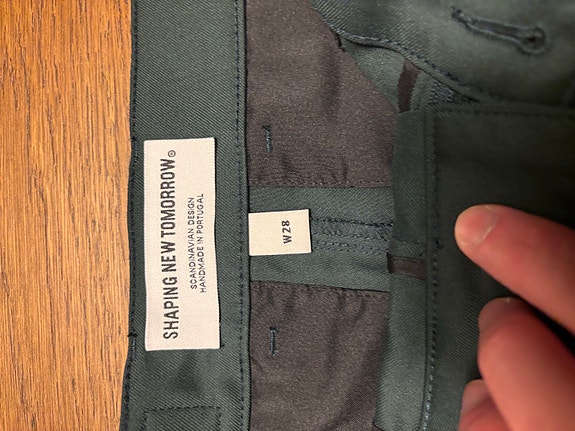 SHAPING NEW TOMORROW®
SCANDINAVIAN DESIGN
HANDMADE IN PORTUGAL
W28